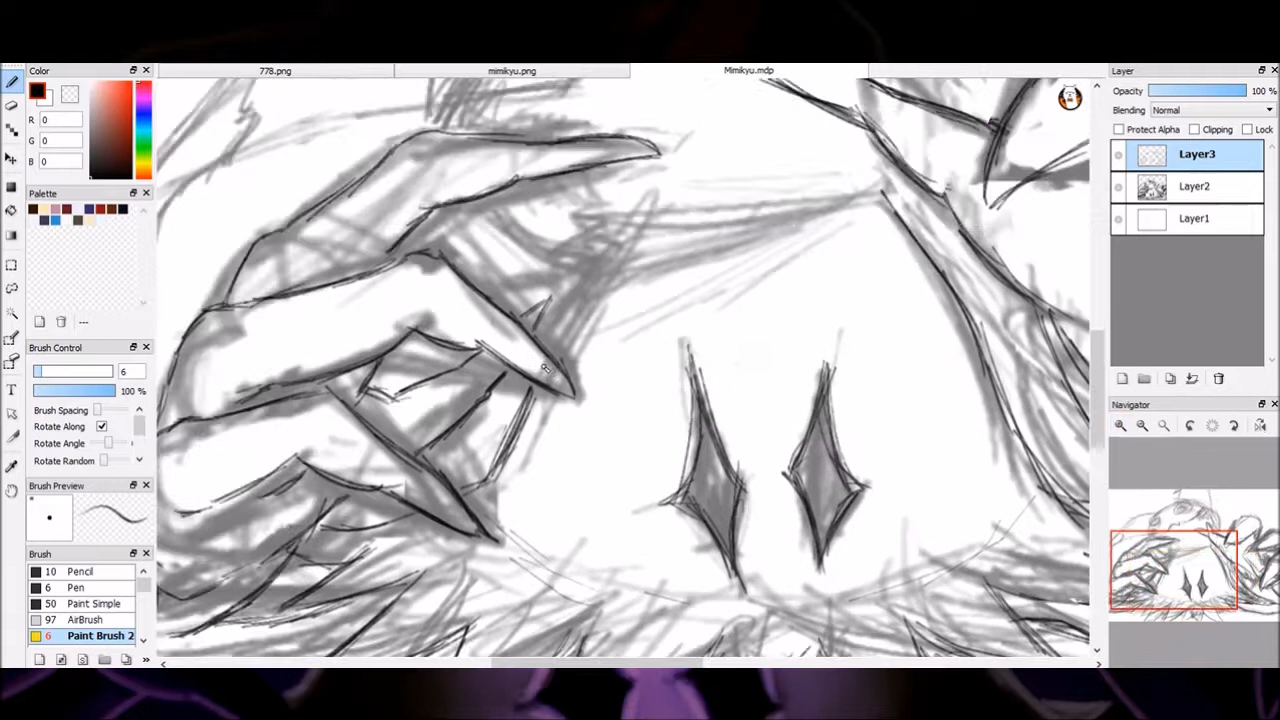 Color
778.png
mimikyu.png
Mimikyu.mdp
Layer
R 0
G 0
B 0
Opacity 100 %
Blending Normal
Protect Alpha Clipping Lock
Layer3
Layer2
Layer1
Palette
---
Brush Control
6
100 %
Brush Spacing
Rotate Along
Rotate Angle
Rotate Random
Navigator
Brush Preview
Brush
10 Pencil
6 Pen
50 Paint Simple
97 AirBrush
6 Paint Brush 2